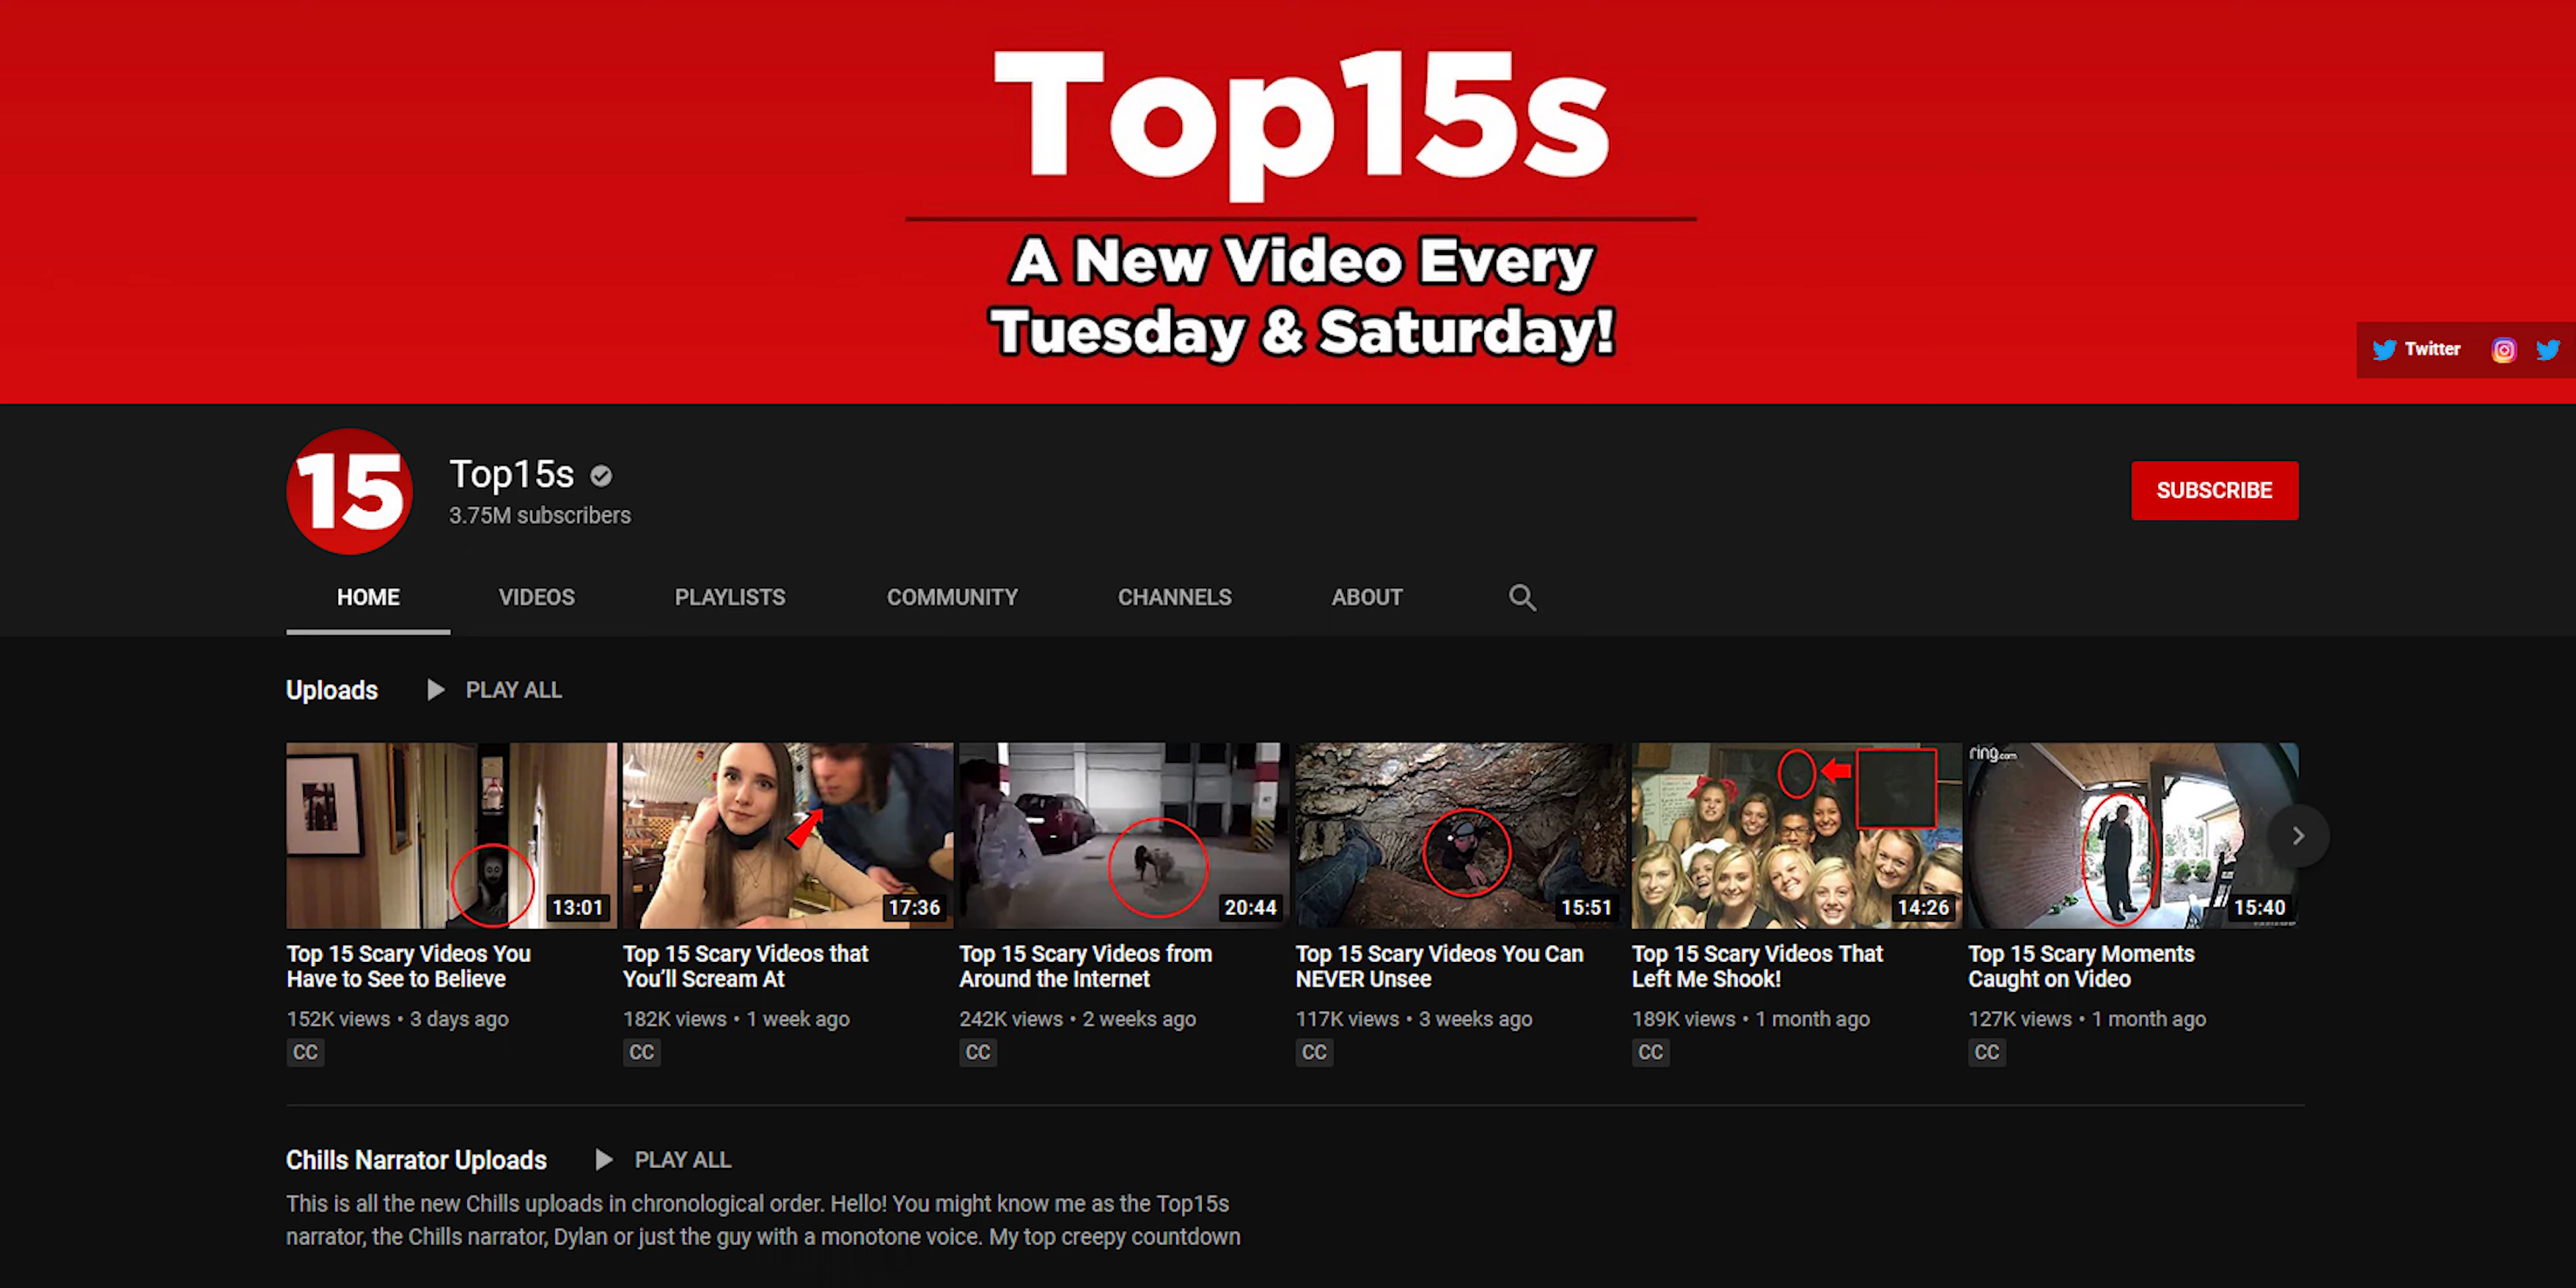 Top15s
A New Video Every
Tuesday & Saturday!
Twitter
15
Top15s
3.75M subscribers
SUBSCRIBE
HOME VIDEOS PLAYLISTS COMMUNITY CHANNELS ABOUT
Uploads PLAY ALL
13:01
Top 15 Scary Videos You
Have to See to Believe
152K views • 3 days ago
CC
17:36
Top 15 Scary Videos that
You’ll Scream At
182K views • 1 week ago
CC
20:44
Top 15 Scary Videos from
Around the Internet
242K views • 2 weeks ago
CC
15:51
Top 15 Scary Videos You Can
NEVER Unsee
117K views • 3 weeks ago
CC
14:26
Top 15 Scary Videos That
Left Me Shook!
189K views • 1 month ago
CC
ring.com
15:40
Top 15 Scary Moments
Caught on Video
127K views • 1 month ago
CC
Chills Narrator Uploads PLAY ALL
This is all the new Chills uploads in chronological order. Hello! You might know me as the Top15s
narrator, the Chills narrator, Dylan or just the guy with a monotone voice. My top creepy countdown